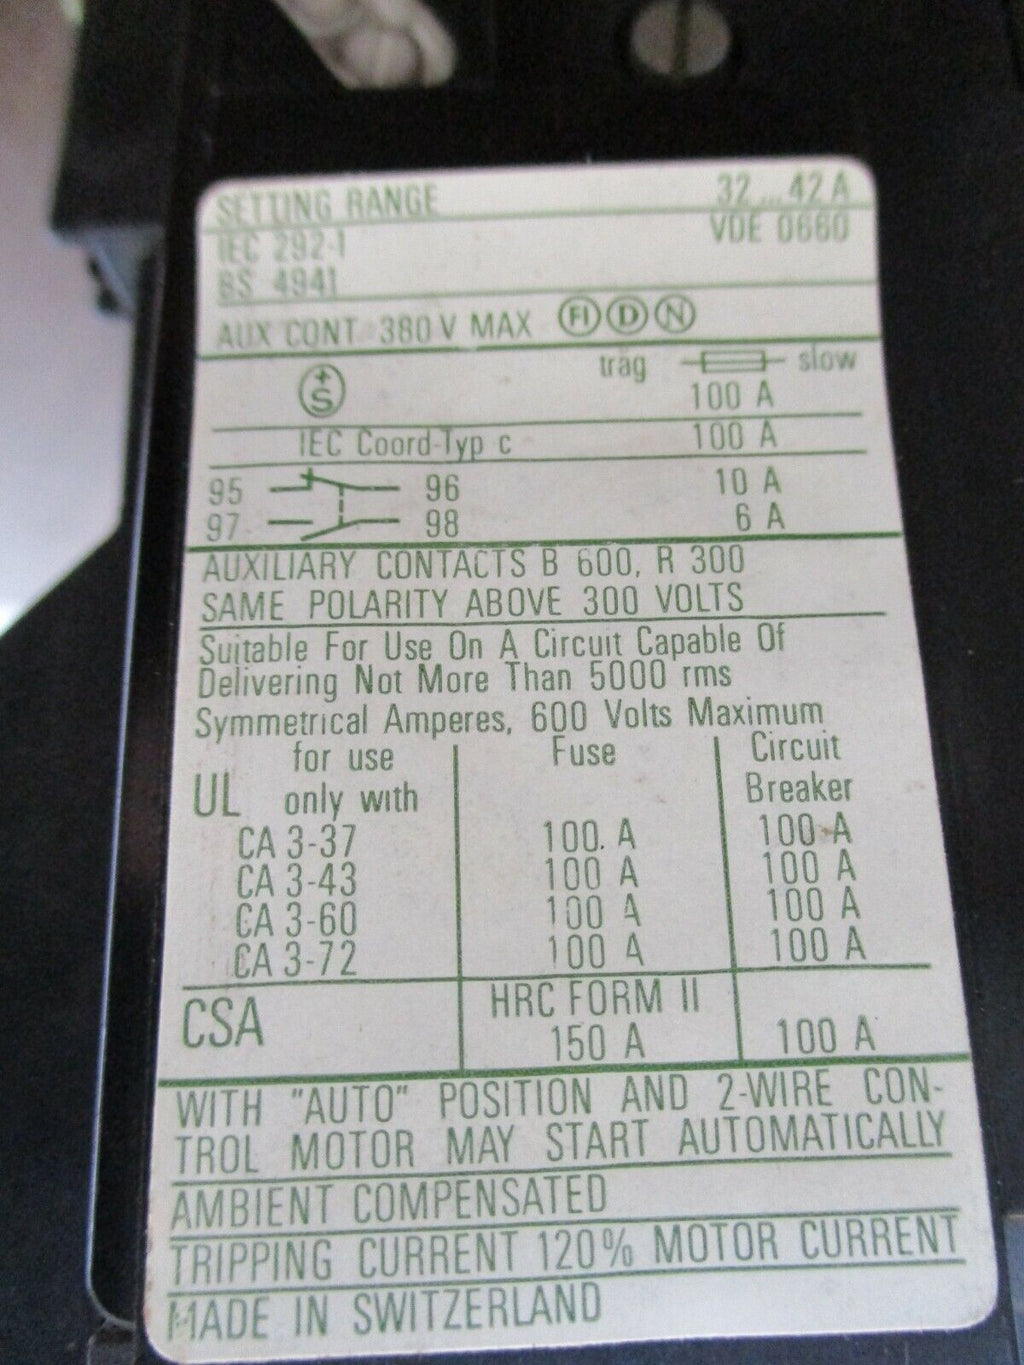 SETTING RANGE 32...42 A
IEC 292-1 VDE 0660
BS 4941
AUX CONT 380 V MAX FI D N
trag slow
+S 100 A
IEC Coord-Typ c 100 A
95 96 10 A
97 98 6 A
AUXILIARY CONTACTS B 600, R 300
SAME POLARITY ABOVE 300 VOLTS
Suitable For Use On A Circuit Capable Of
Delivering Not More Than 5000 rms
Symmetrical Amperes, 600 Volts Maximum
for use Fuse Circuit
UL only with Breaker
CA 3-37 100. A 100 A
CA 3-43 100 A 100 A
CA 3-60 100 A 100 A
CA 3-72 100 A 100 A
CSA HRC FORM II
150 A 100 A
WITH "AUTO" POSITION AND 2-WIRE CON-
TROL MOTOR MAY START AUTOMATICALLY
AMBIENT COMPENSATED
TRIPPING CURRENT 120% MOTOR CURRENT
MADE IN SWITZERLAND